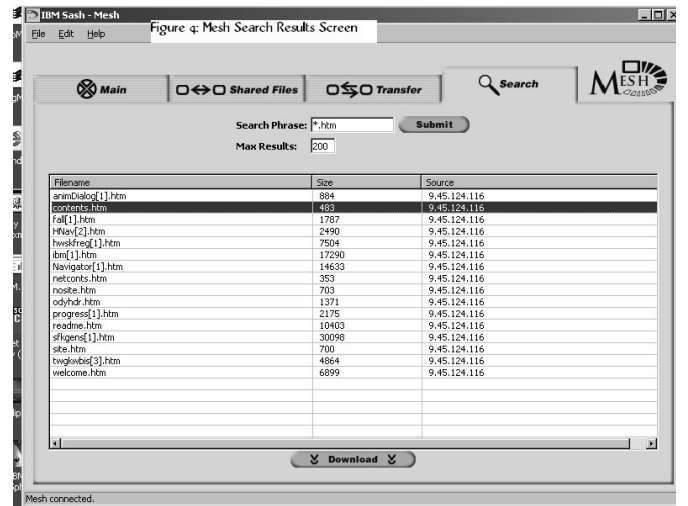 IBM Sash - Mesh
Figure 4: Mesh Search Results Screen
File Edit Help
Main Shared Files Transfer Search MESH
Search Phrase: *.htm Submit
Max Results: 200
Filename Size Source
animDialog[1].htm 884 9.45.124.116
contents.htm 483 9.45.124.116
fall[1].htm 1787 9.45.124.116
HNav[2].htm 2490 9.45.124.116
hwskfreg[1].htm 7504 9.45.124.116
ibm[1].htm 17290 9.45.124.116
Navigator[1].htm 14633 9.45.124.116
netconts.htm 353 9.45.124.116
nosite.htm 703 9.45.124.116
odyhdr.htm 1371 9.45.124.116
progress[1].htm 2175 9.45.124.116
readme.htm 10403 9.45.124.116
sfkgens[1].htm 30098 9.45.124.116
site.htm 700 9.45.124.116
twgkwbis[3].htm 4864 9.45.124.116
welcome.htm 6899 9.45.124.116
Download
Mesh connected.